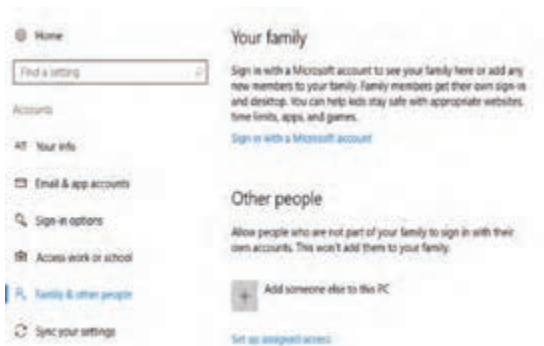 Home
Find a setting
Accounts
Your info
Email & app accounts
Sign-in options
Access work or school
Family & other people
Sync your settings
Your family
Sign in with a Microsoft account to see your family here or add any
new members to your family. Family members get their own sign-in
and desktop. You can help kids stay safe with appropriate websites,
time limits, apps, and games.
Sign in with a Microsoft account
Other people
Allow people who are not part of your family to sign in with their
own accounts. This won't add them to your family.
Add someone else to this PC
Set up assigned access